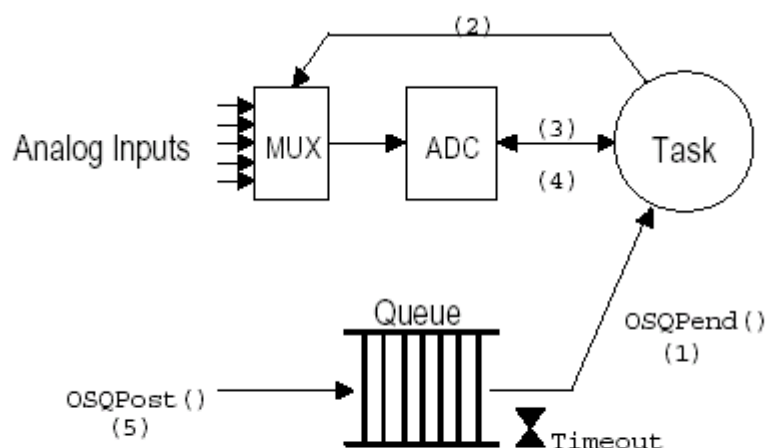 (2)
Analog Inputs
MUX
ADC
(3)
(4)
Task
Queue
OSQPend()
(1)
OSQPost()
(5)
Timeout